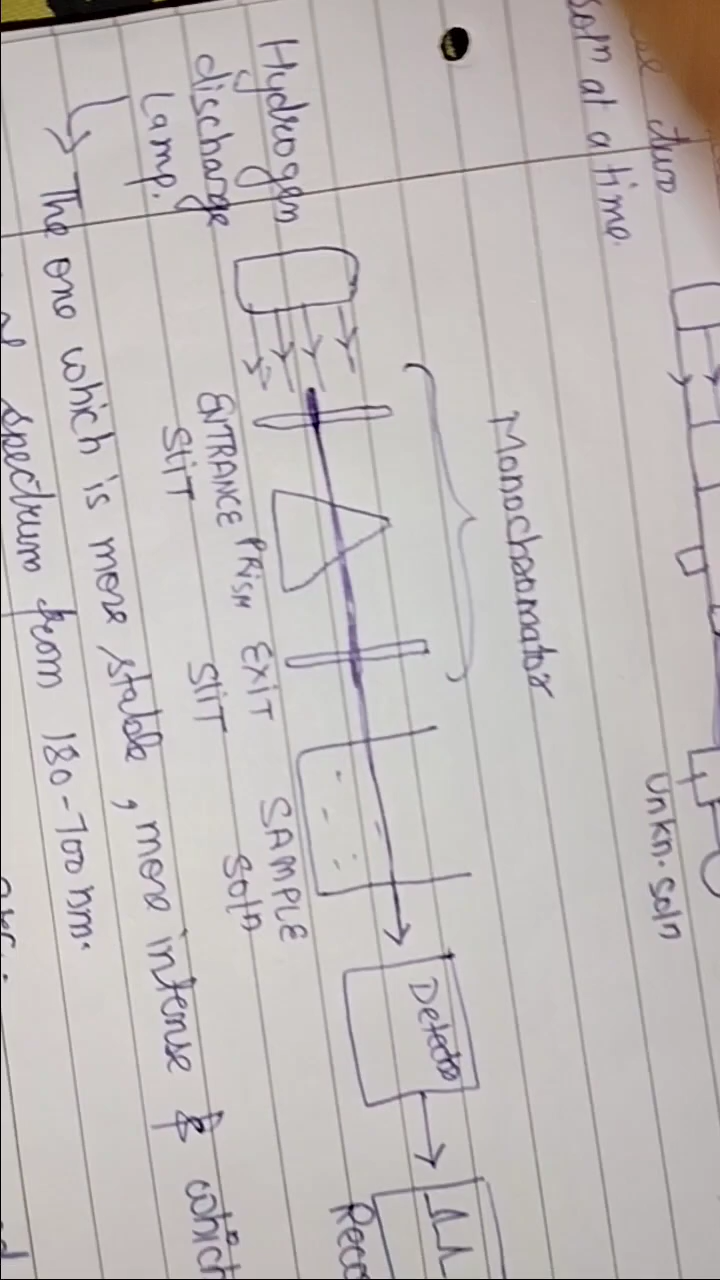 two
soln at a time.
Unkn. soln
Monochromator
Hydrogen
discharge
Lamp.
ENTRANCE
SliT
PRISM
EXIT
SliT
SAMPLE
Soln
Detector
The one which is more stable, more intense & which
spectrum from 180-700 nm.